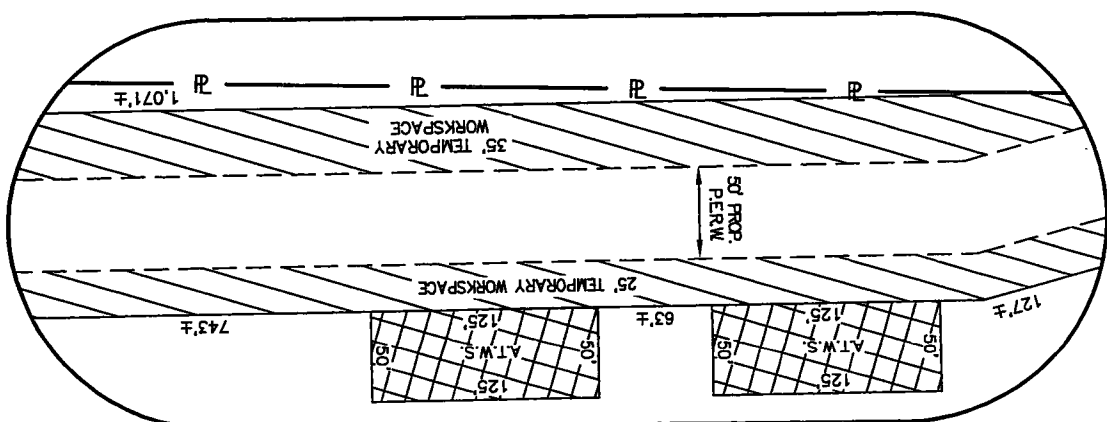 125'
50'
A.T.W.S.
50'
125'
125'
50'
A.T.W.S.
50'
125'
127'±
63'±
743'±
25' TEMPORARY WORKSPACE
50' PROP.
P.E.R.W.
35' TEMPORARY
WORKSPACE
1,071'±
PL
PL
PL
PL